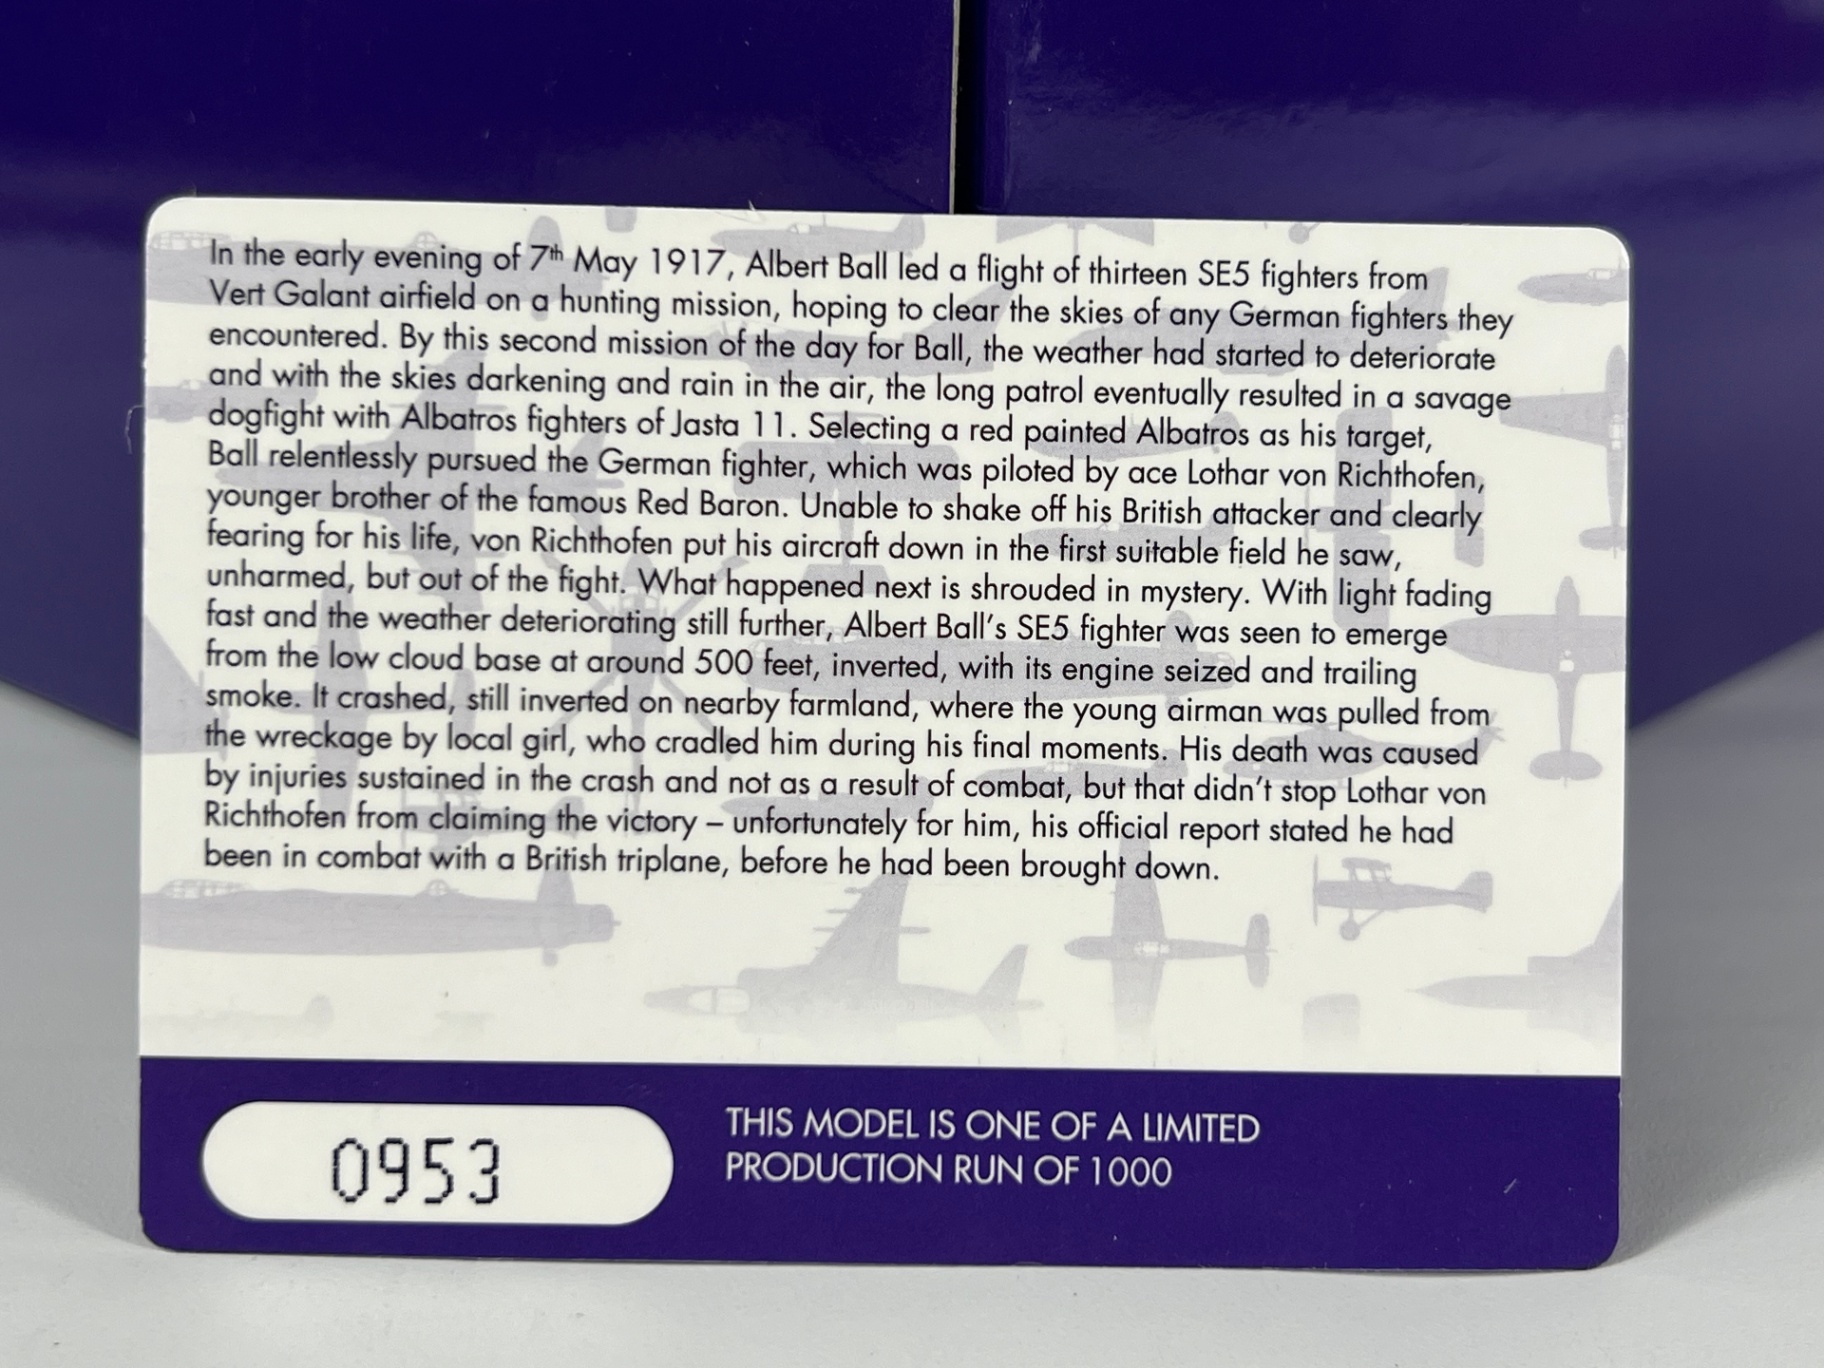 In the early evening of 7th May 1917, Albert Ball led a flight of thirteen SE5 fighters from
Vert Galant airfield on a hunting mission, hoping to clear the skies of any German fighters they
encountered. By this second mission of the day for Ball, the weather had started to deteriorate
and with the skies darkening and rain in the air, the long patrol eventually resulted in a savage
dogfight with Albatros fighters of Jasta 11. Selecting a red painted Albatros as his target,
Ball relentlessly pursued the German fighter, which was piloted by ace Lothar von Richthofen,
younger brother of the famous Red Baron. Unable to shake off his British attacker and clearly
fearing for his life, von Richthofen put his aircraft down in the first suitable field he saw,
unharmed, but out of the fight. What happened next is shrouded in mystery. With light fading
fast and the weather deteriorating still further, Albert Ball's SE5 fighter was seen to emerge
from the low cloud base at around 500 feet, inverted, with its engine seized and trailing
smoke. It crashed, still inverted on nearby farmland, where the young airman was pulled from
the wreckage by local girl, who cradled him during his final moments. His death was caused
by injuries sustained in the crash and not as a result of combat, but that didn't stop Lothar von
Richthofen from claiming the victory – unfortunately for him, his official report stated he had
been in combat with a British triplane, before he had been brought down.
0953
THIS MODEL IS ONE OF A LIMITED
PRODUCTION RUN OF 1000